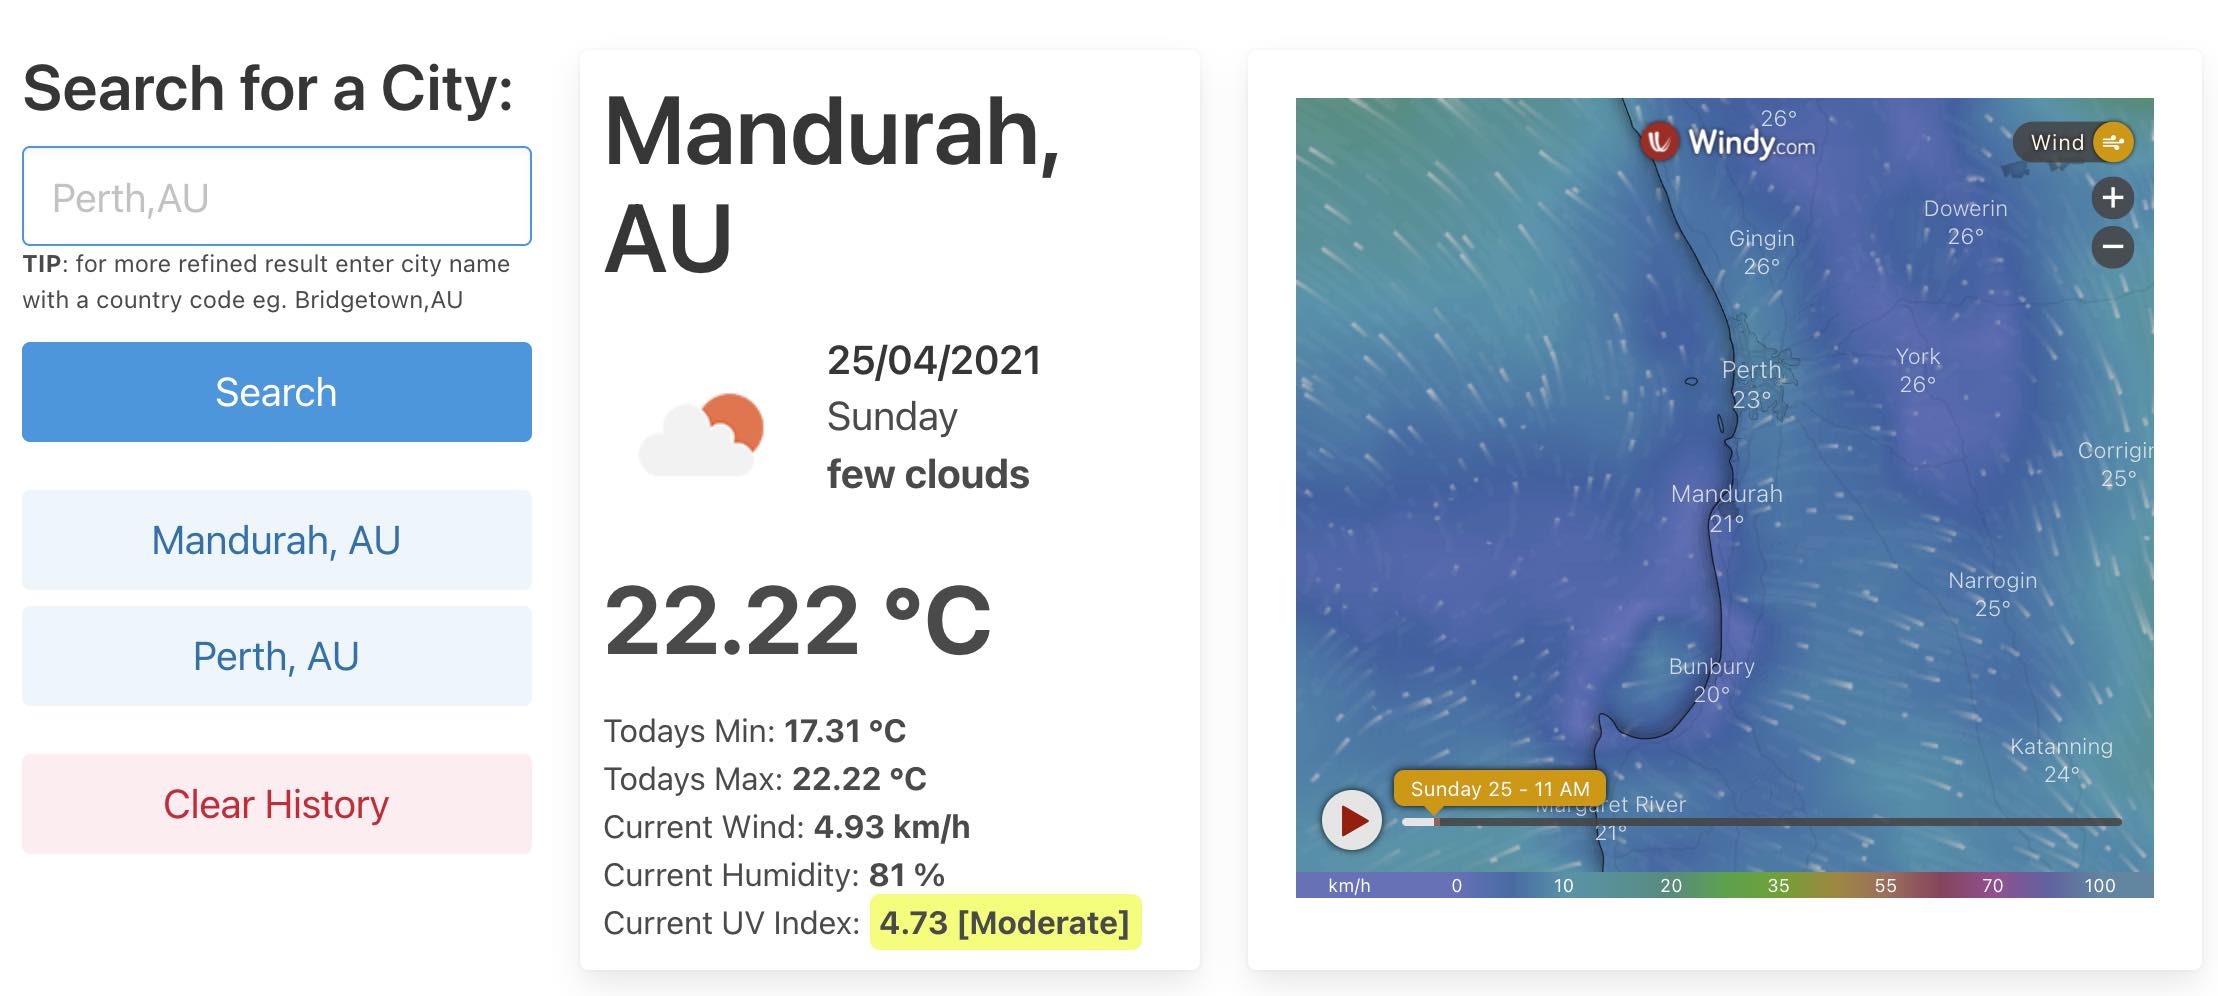 Search for a City:
Perth,AU
TIP: for more refined result enter city name
with a country code eg. Bridgetown,AU
Search
Mandurah, AU
Perth, AU
Clear History
Mandurah,
AU
25/04/2021
Sunday
few clouds
22.22 °C
Todays Min: 17.31 °C
Todays Max: 22.22 °C
Current Wind: 4.93 km/h
Current Humidity: 81 %
Current UV Index: 4.73 [Moderate]
26°
Windy.com
Wind
+
−
Dowerin
26°
Gingin
26°
York
26°
Perth
23°
Corrigin
25°
Mandurah
21°
Narrogin
25°
Bunbury
20°
Katanning
24°
Sunday 25 - 11 AM
Margaret River
21°
km/h 0 10 20 35 55 70 100